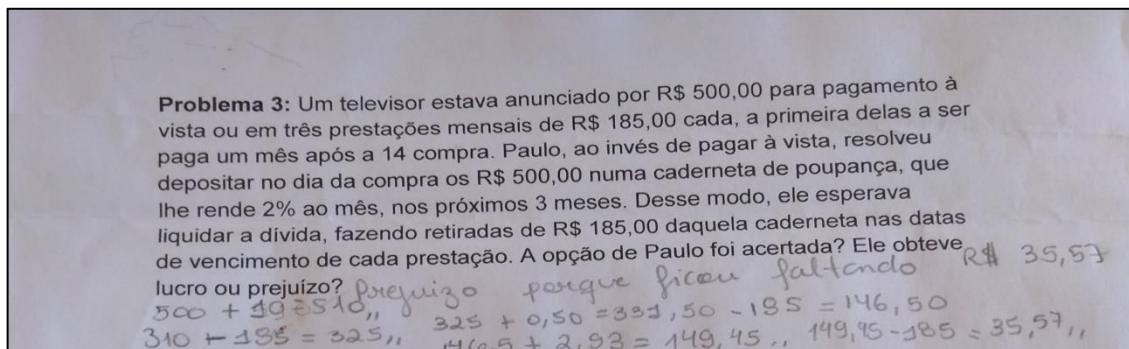 Problema 3: Um televisor estava anunciado por R$ 500,00 para pagamento à
vista ou em três prestações mensais de R$ 185,00 cada, a primeira delas a ser
paga um mês após a 14 compra. Paulo, ao invés de pagar à vista, resolveu
depositar no dia da compra os R$ 500,00 numa caderneta de poupança, que
lhe rende 2% ao mês, nos próximos 3 meses. Desse modo, ele esperava
liquidar a dívida, fazendo retiradas de R$ 185,00 daquela caderneta nas datas
de vencimento de cada prestação. A opção de Paulo foi acertada? Ele obteve
lucro ou prejuízo? prejuizo porque ficou faltando R$ 35,57
500 + 10 = 510,, 325 + 6,50 = 331,50 - 185 = 146,50
310 - 185 = 325,, 146,5 + 2,93 = 149,45 ,, 149,45 - 185 = 35,57,,